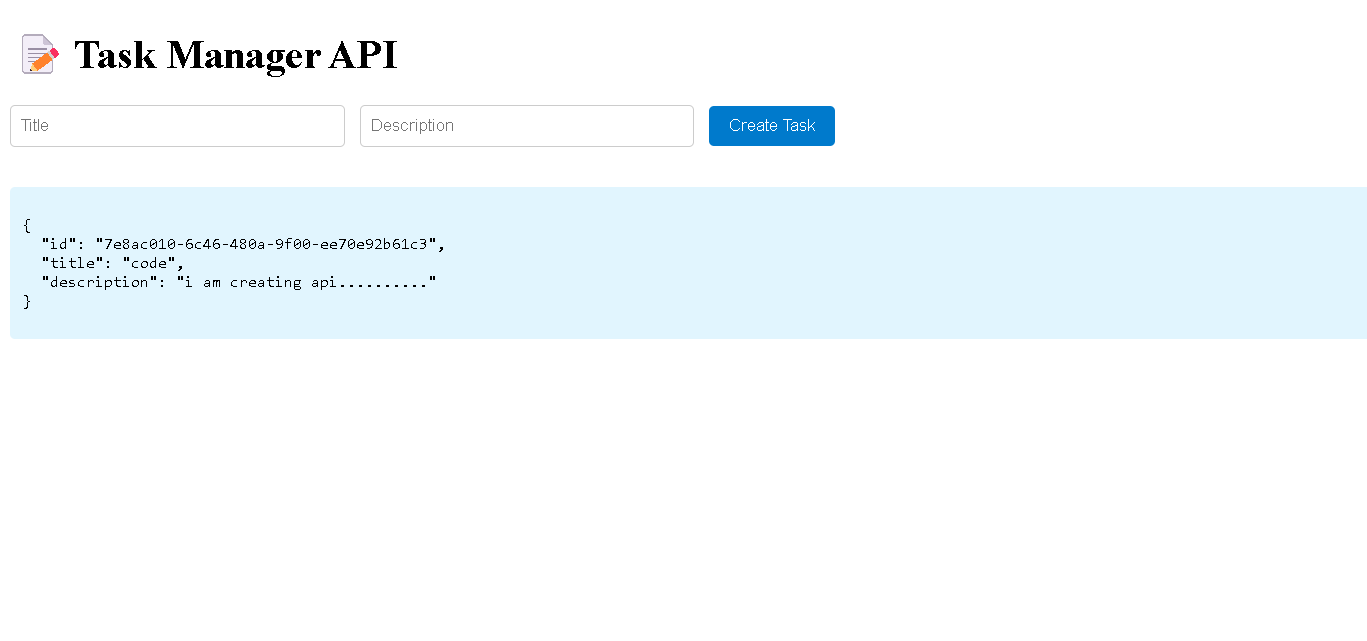 Task Manager API
Title
Description
Create Task
{
"id": "7e8ac010-6c46-480a-9f00-ee70e92b61c3",
"title": "code",
"description": "i am creating api.........."
}